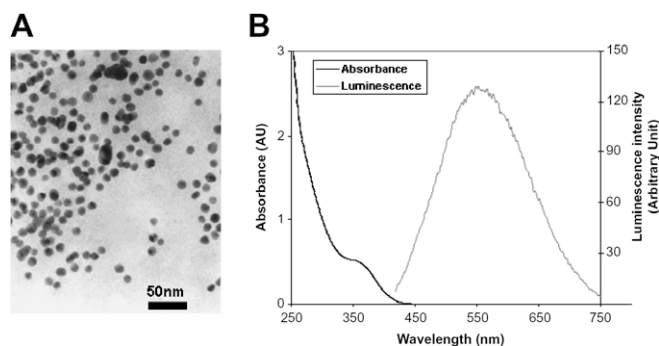 A
50nm
B
Absorbance
Luminescence
3
2
1
0
Absorbance (AU)
150
120
90
60
30
Luminescence intensity
(Arbitrary Unit)
250
350
450
550
650
750
Wavelength (nm)